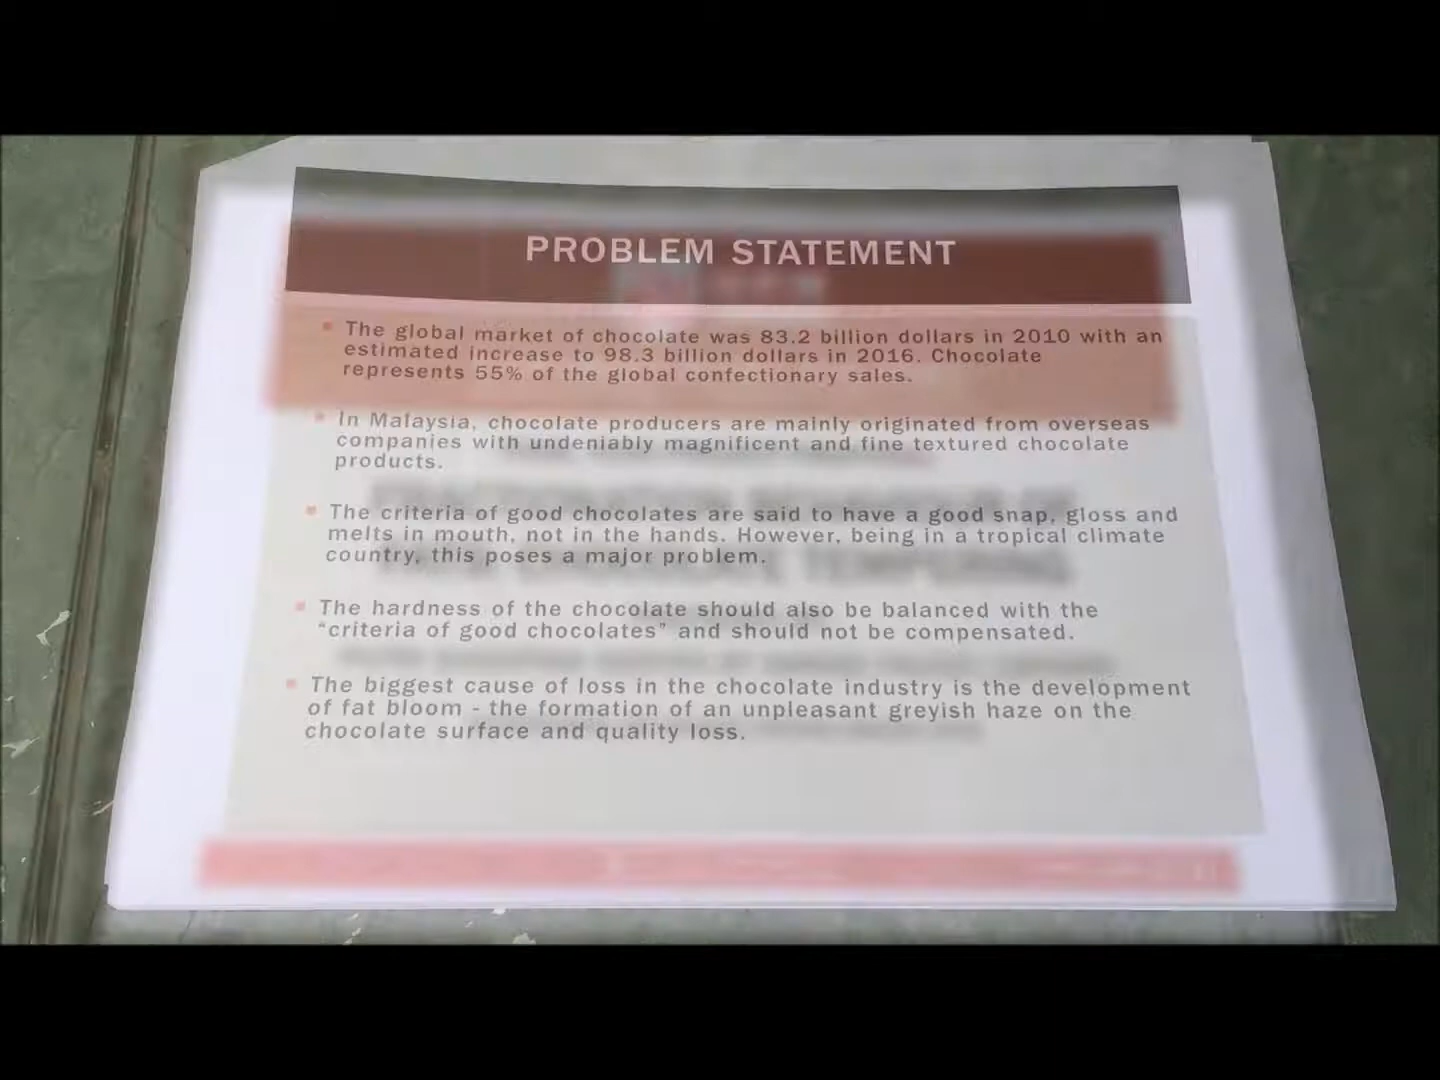 PROBLEM STATEMENT
The global market of chocolate was 83.2 billion dollars in 2010 with an
estimated increase to 98.3 billion dollars in 2016. Chocolate
represents 55% of the global confectionary sales.
In Malaysia, chocolate producers are mainly originated from overseas
companies with undeniably magnificent and fine textured chocolate
products.
The criteria of good chocolates are said to have a good snap, gloss and
melts in mouth, not in the hands. However, being in a tropical climate
country, this poses a major problem.
The hardness of the chocolate should also be balanced with the
"criteria of good chocolates" and should not be compensated.
The biggest cause of loss in the chocolate industry is the development
of fat bloom - the formation of an unpleasant greyish haze on the
chocolate surface and quality loss.